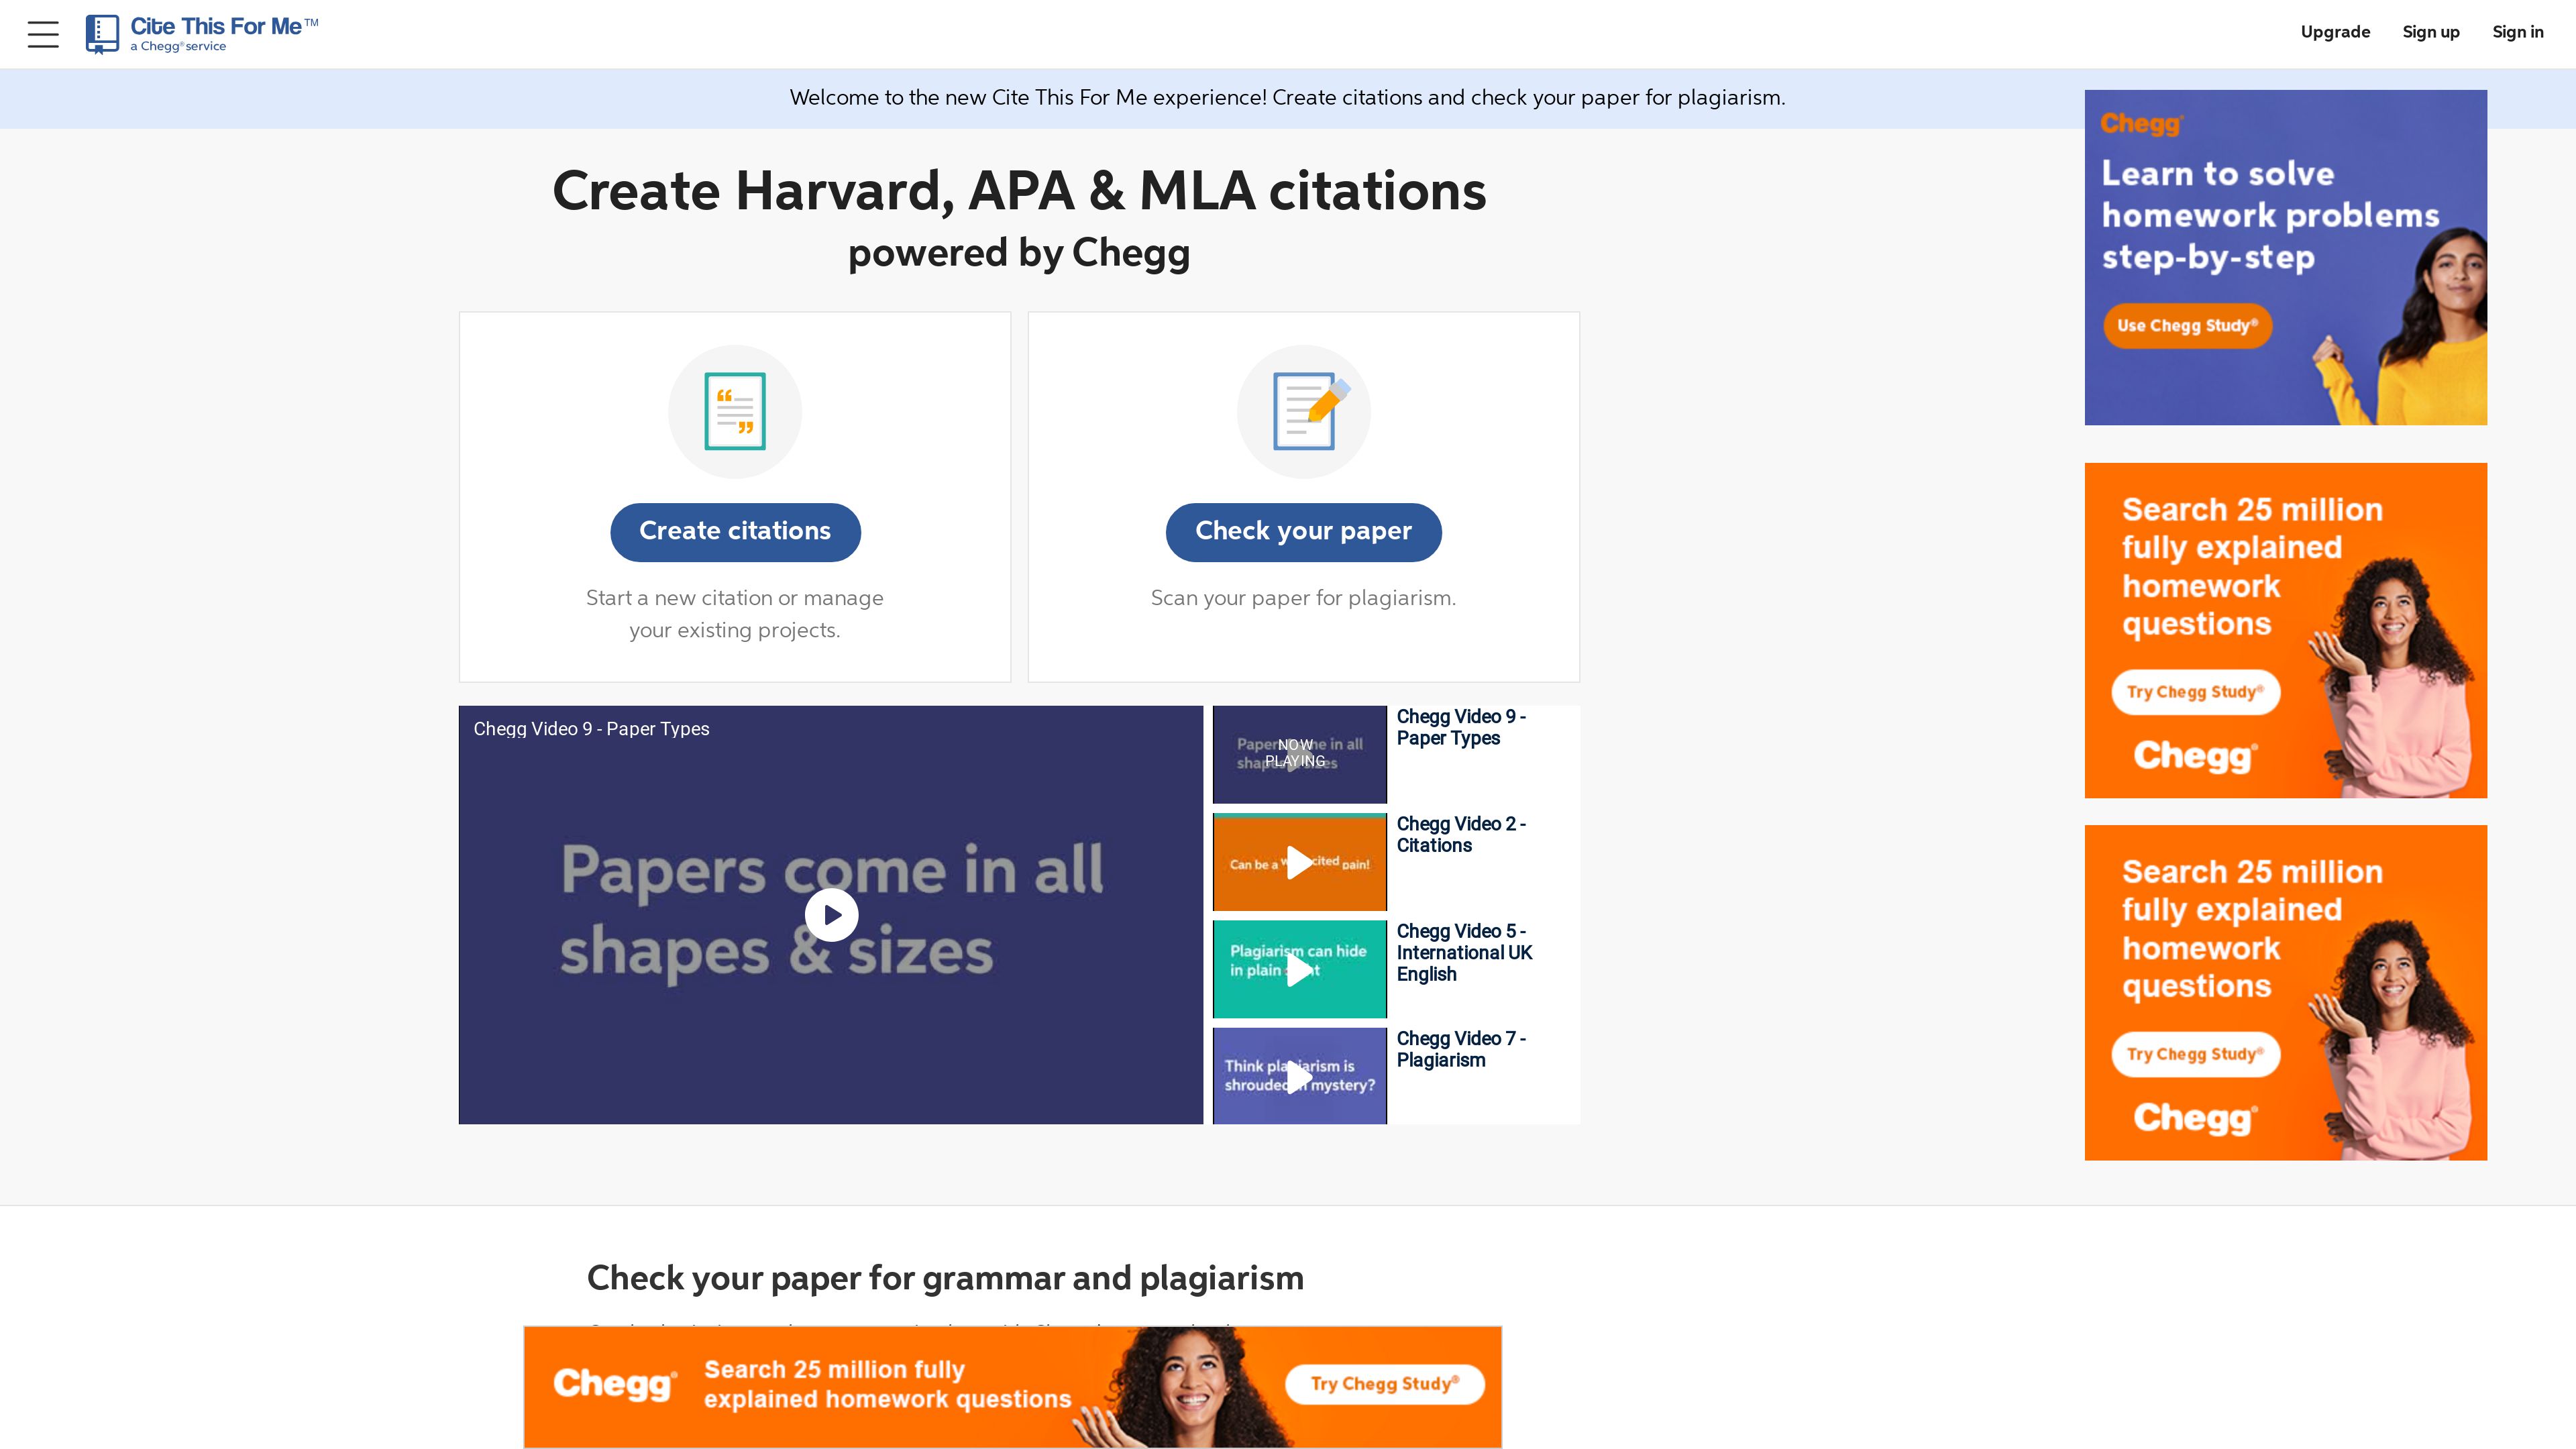 Cite This For Me™
a Chegg® service
Upgrade
Sign up
Sign in
Welcome to the new Cite This For Me experience! Create citations and check your paper for plagiarism.
Create Harvard, APA & MLA citations
powered by Chegg
Create citations
Start a new citation or manage
your existing projects.
Check your paper
Scan your paper for plagiarism.
Chegg Video 9 - Paper Types
Papers come in all
shapes & sizes
NOW
PLAYING
Chegg Video 9 -
Paper Types
Can be a cited pain!
Chegg Video 2 -
Citations
Plagiarism can hide
in plain
Chegg Video 5 -
International UK
English
Think plagiarism is
shrouded in mystery?
Chegg Video 7 -
Plagiarism
Chegg®
Learn to solve
homework problems
step-by-step
Use Chegg Study®
Search 25 million
fully explained
homework
questions
Try Chegg Study®
Chegg®
Search 25 million
fully explained
homework
questions
Try Chegg Study®
Chegg®
Check your paper for grammar and plagiarism
Chegg®
Search 25 million fully
explained homework questions
Try Chegg Study®